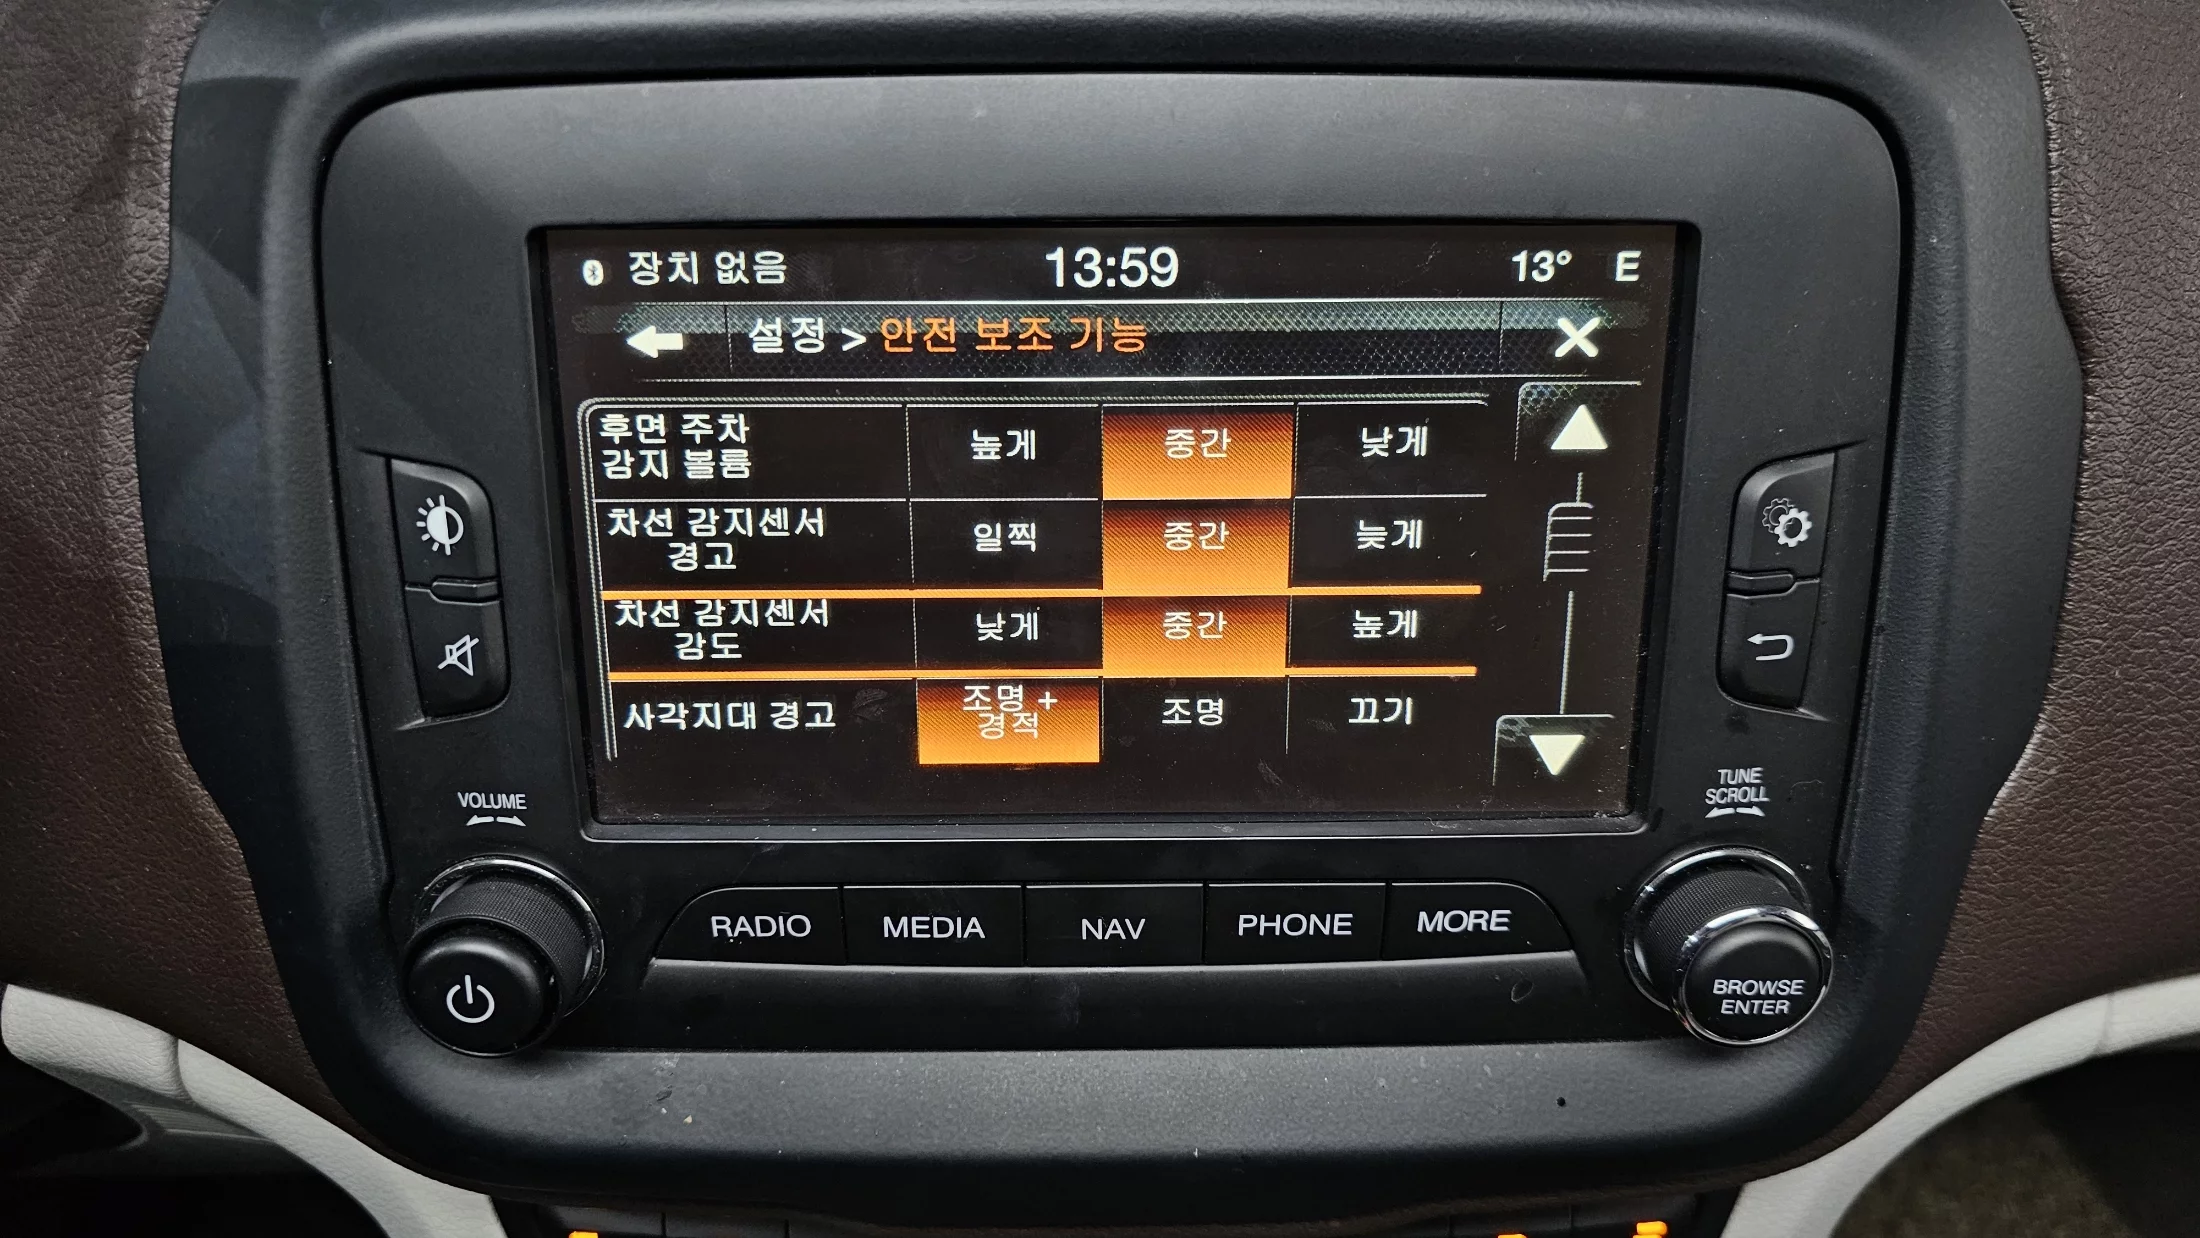 장치 없음 13:59 13° E
설정 > 안전 보조 기능
후면 주차
감지 볼륨
높게 중간 낮게
차선 감지센서
경고
일찍 중간 늦게
차선 감지센서
감도
낮게 중간 높게
사각지대 경고
조명 +
경적
조명 끄기
VOLUME
TUNE
SCROLL
RADIO MEDIA NAV PHONE MORE
BROWSE
ENTER